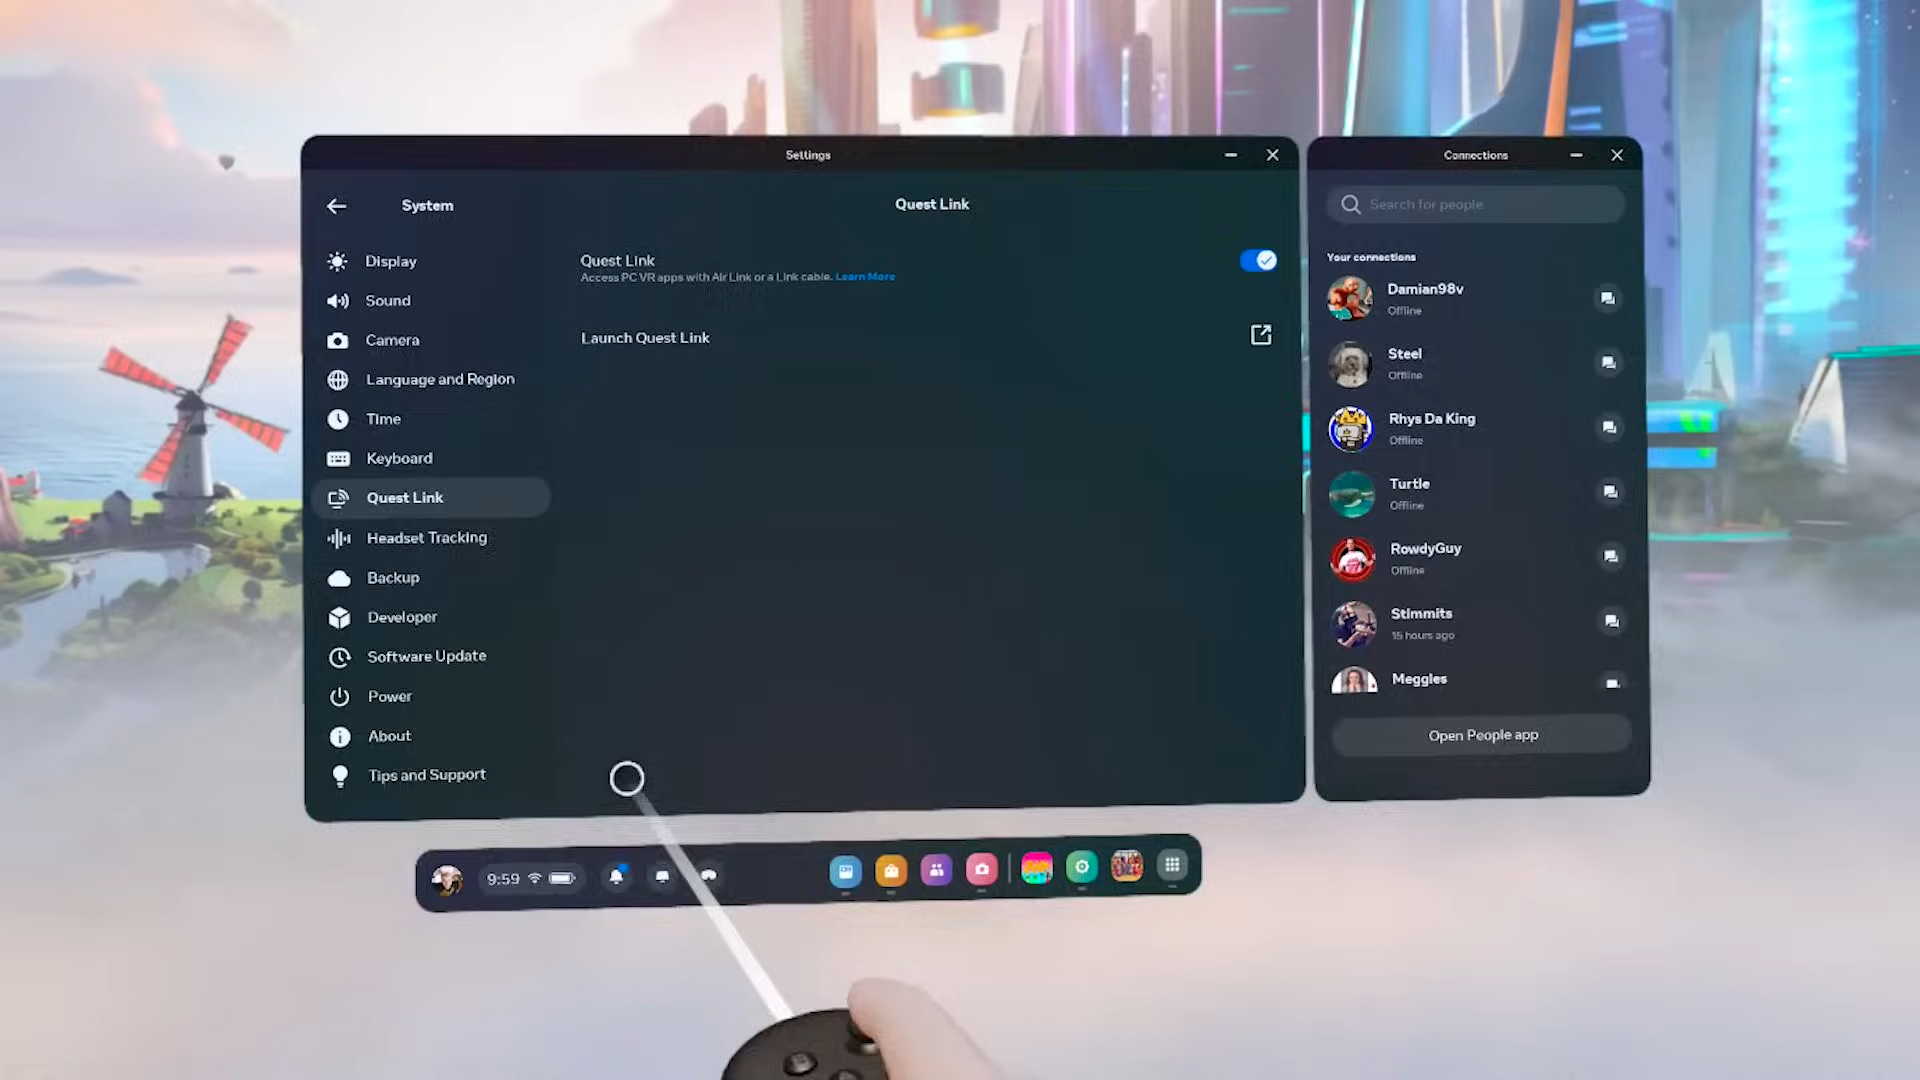 Settings
System
Display
Sound
Camera
Language and Region
Time
Keyboard
Quest Link
Headset Tracking
Backup
Developer
Software Update
Power
About
Tips and Support
Quest Link
Quest Link
Access PC VR apps with Air Link or a Link cable. Learn More
Launch Quest Link
Connections
Search for people
Your connections
Damian98v
Offline
Steel
Offline
Rhys Da King
Offline
Turtle
Offline
RowdyGuy
Offline
Stimmits
15 hours ago
Meggles
Open People app
9:59